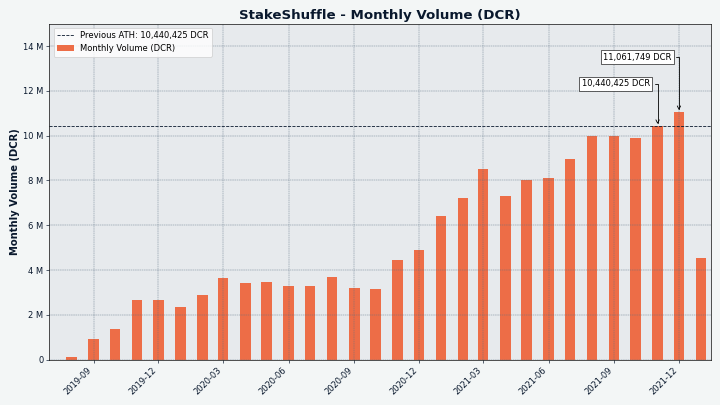 StakeShuffle - Monthly Volume (DCR)
Previous ATH: 10,440,425 DCR
Monthly Volume (DCR)
11,061,749 DCR
10,440,425 DCR
Monthly Volume (DCR)
14 M
12 M
10 M
8 M
6 M
4 M
2 M
0
2019-09
2019-12
2020-03
2020-06
2020-09
2020-12
2021-03
2021-06
2021-09
2021-12